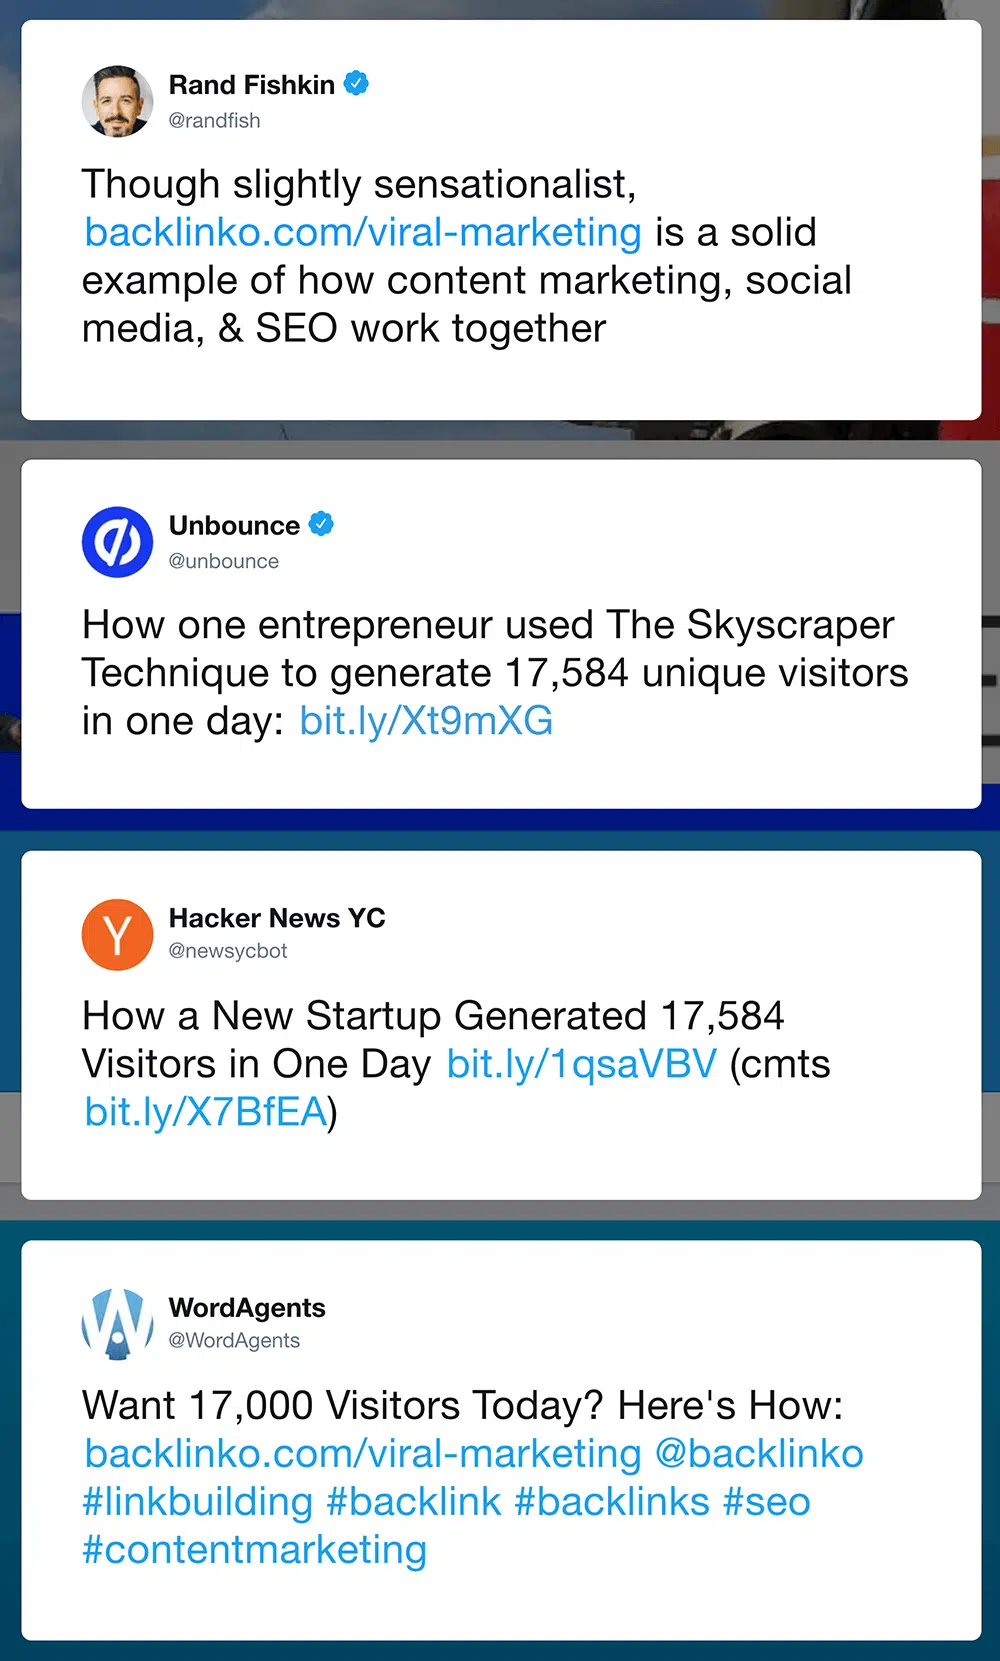 Rand Fishkin
@randfish
Though slightly sensationalist,
backlinko.com/viral-marketing is a solid
example of how content marketing, social
media, & SEO work together
Unbounce
@unbounce
How one entrepreneur used The Skyscraper
Technique to generate 17,584 unique visitors
in one day: bit.ly/Xt9mXG
Y
Hacker News YC
@newsycbot
How a New Startup Generated 17,584
Visitors in One Day bit.ly/1qsaVBV (cmts
bit.ly/X7BfEA)
W
WordAgents
@WordAgents
Want 17,000 Visitors Today? Here's How:
backlinko.com/viral-marketing @backlinko
#linkbuilding #backlink #backlinks #seo
#contentmarketing